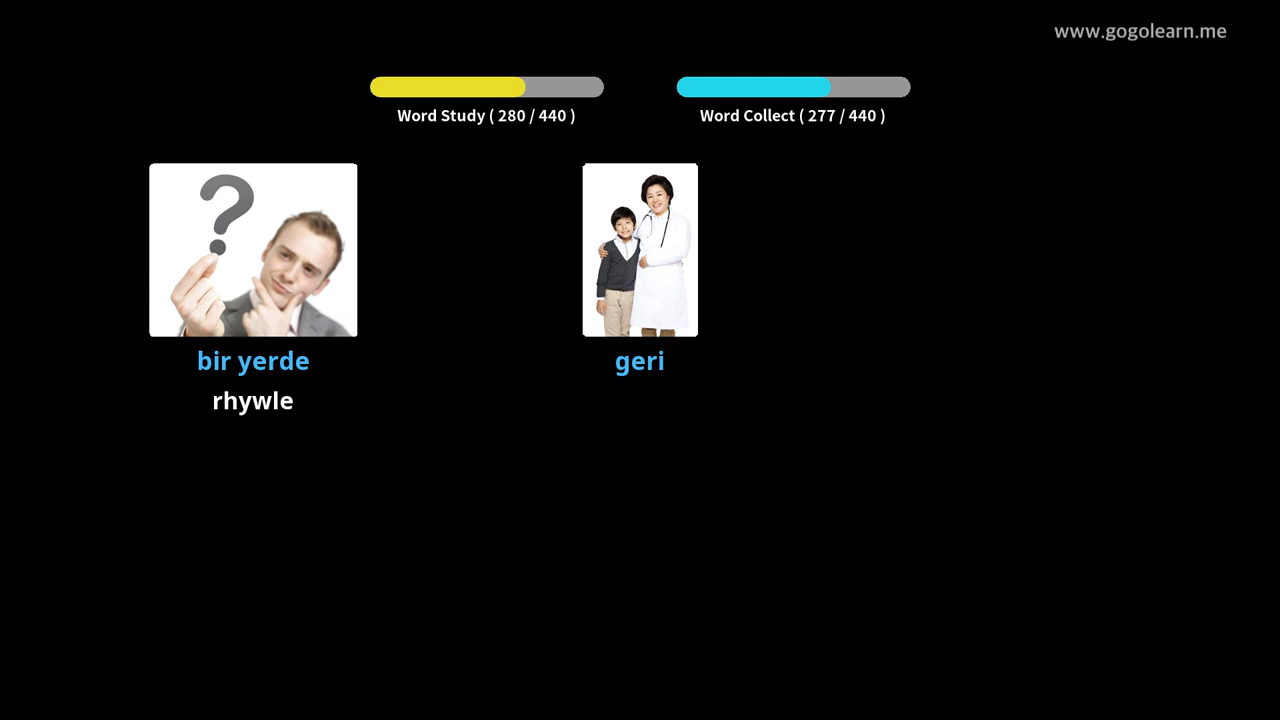 www.gogolearn.me
Word Study ( 280 / 440 )
Word Collect ( 277 / 440 )
bir yerde
rhywle
geri